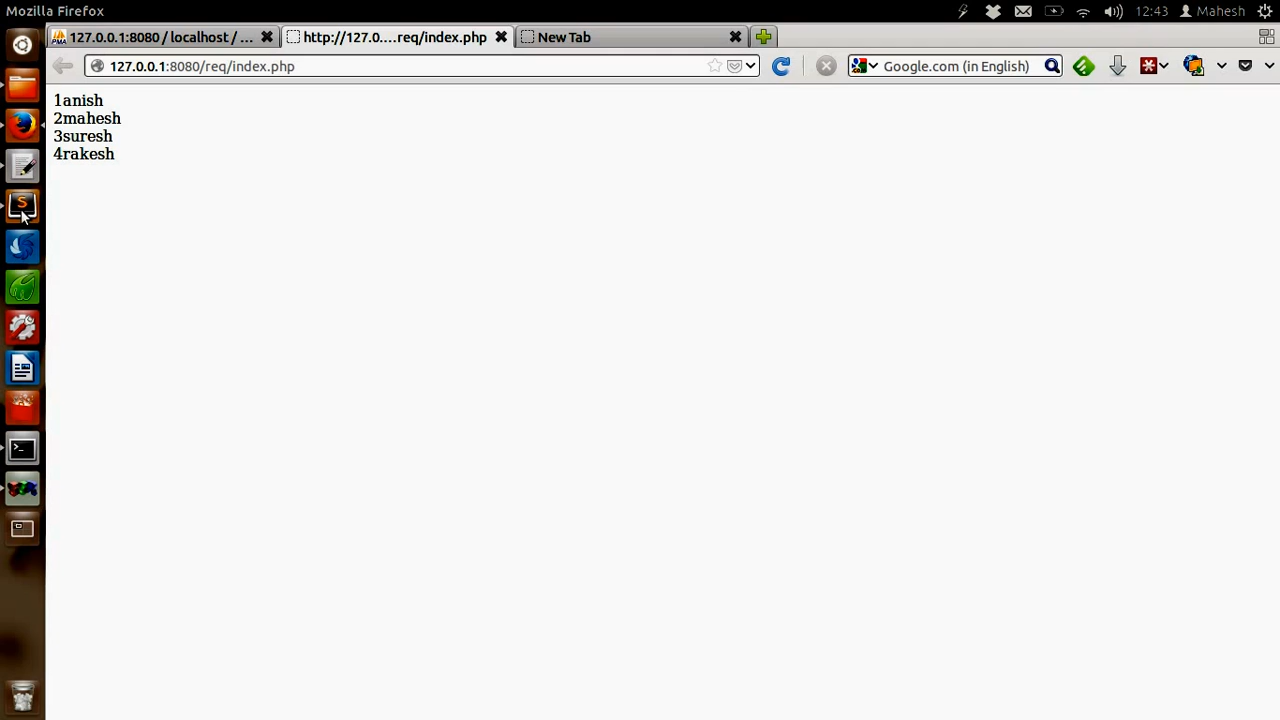 Mozilla Firefox
12:43
Mahesh
127.0.0.1:8080 / localhost / ...
http://127.0....req/index.php
New Tab
127.0.0.1:8080/req/index.php
Google.com (in English)
1anish
2mahesh
3suresh
4rakesh